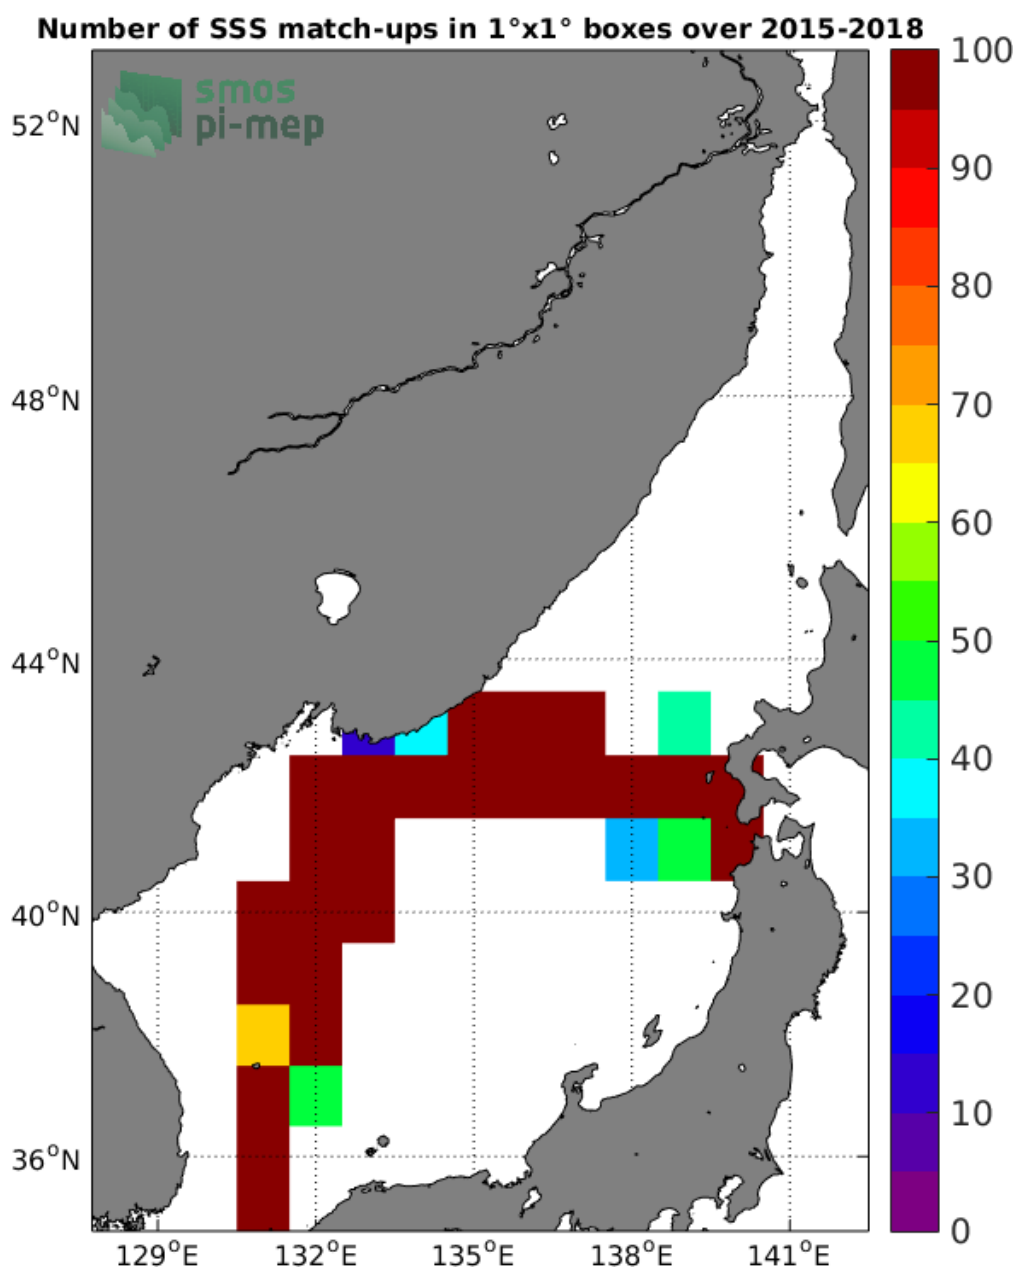 Number of SSS match-ups in 1°x1° boxes over 2015-2018
smos
pi-mep
52°N
48°N
44°N
40°N
36°N
129°E 132°E 135°E 138°E 141°E
100
90
80
70
60
50
40
30
20
10
0